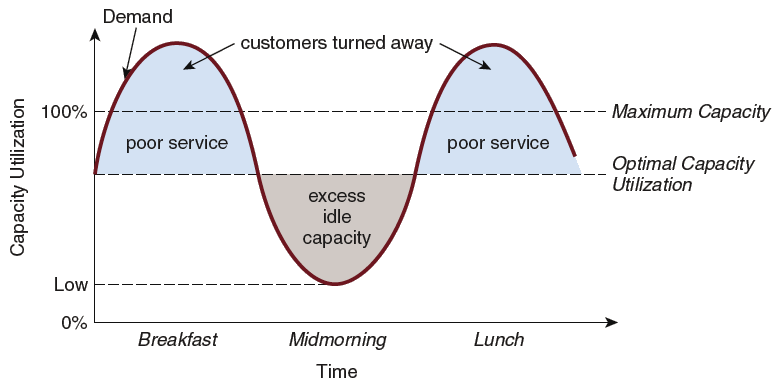 Demand
customers turned away
100%
Maximum Capacity
poor service
poor service
Optimal Capacity
Utilization
excess
idle
capacity
Capacity Utilization
Low
0%
Breakfast
Midmorning
Lunch
Time